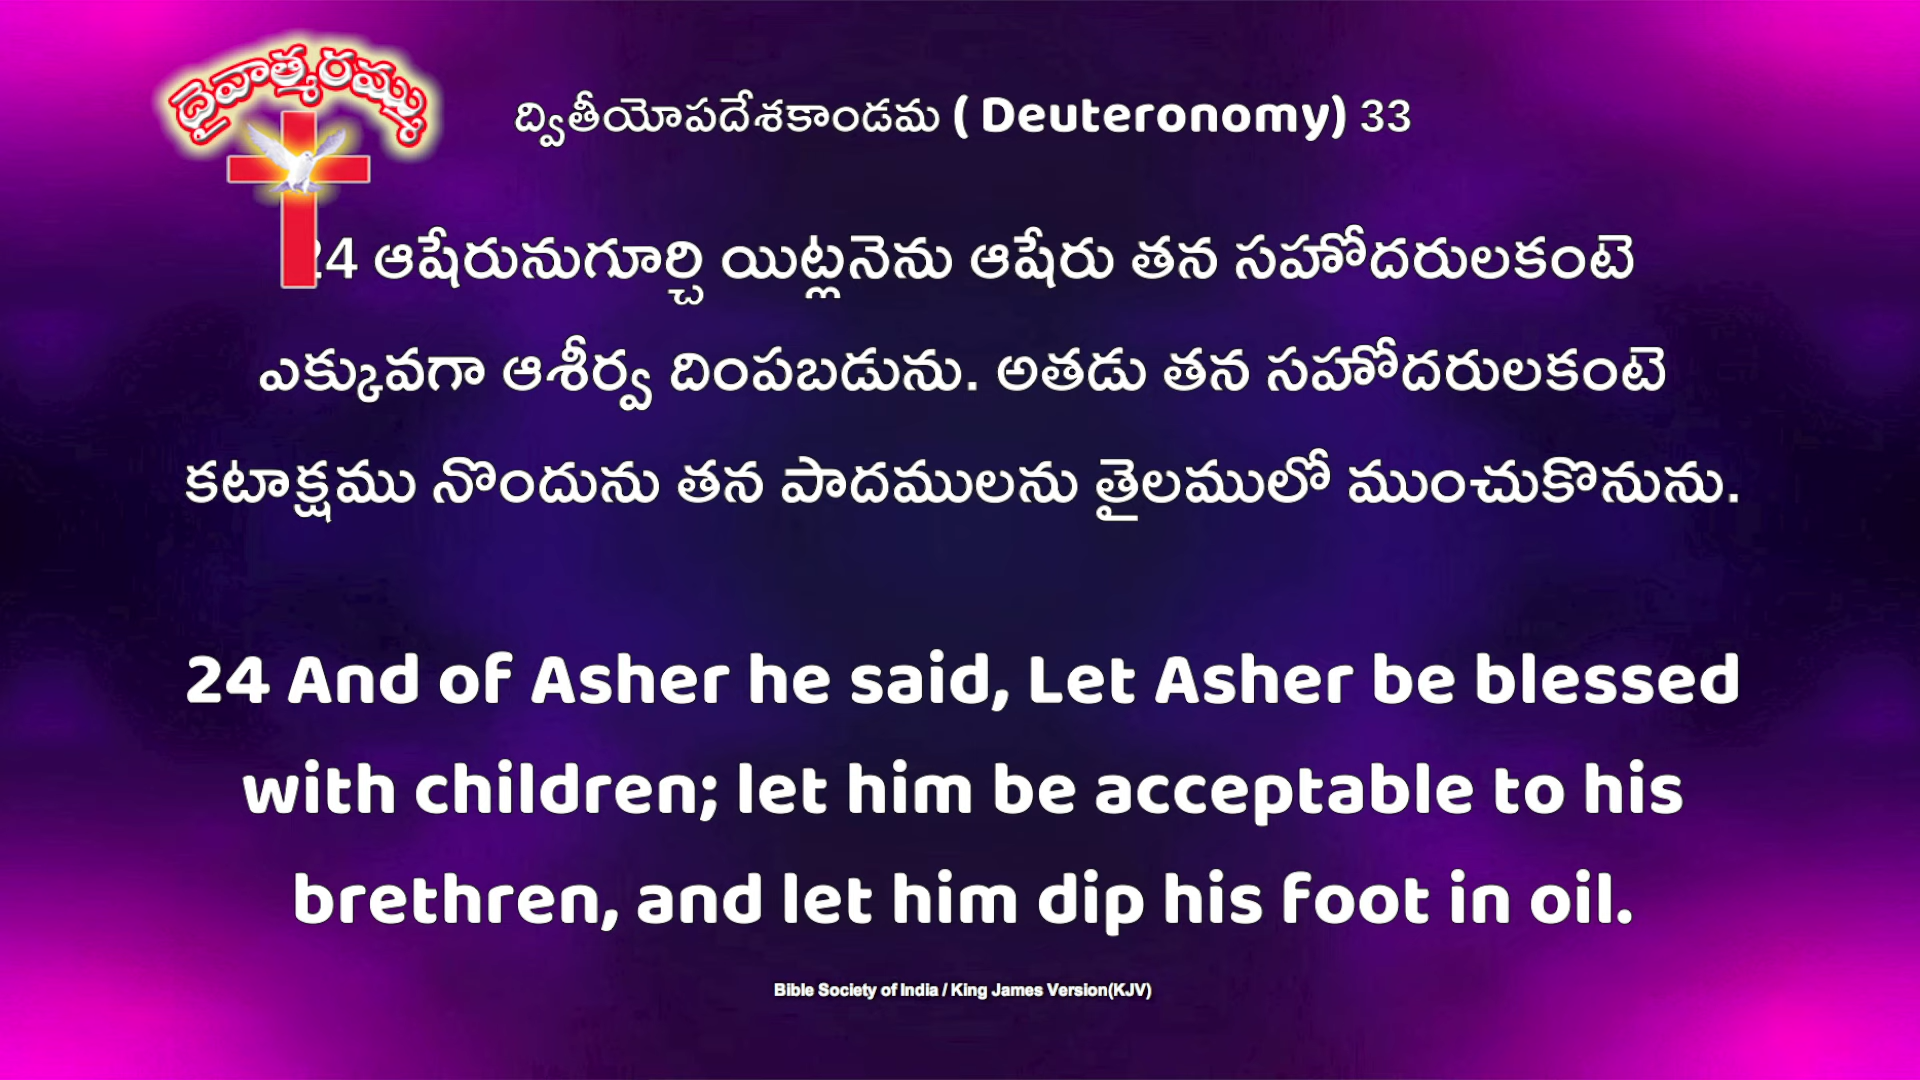 దైవాత్మరమ్ము
ద్వితీయోపదేశకాండమ ( Deuteronomy) 33
24 ఆషేరునుగూర్చి యిట్లనెను ఆషేరు తన సహోదరులకంటె
ఎక్కువగా ఆశీర్వ దింపబడును. అతడు తన సహోదరులకంటె
కటాక్షము నొందును తన పాదములను తైలములో ముంచుకొనును.
24 And of Asher he said, Let Asher be blessed
with children; let him be acceptable to his
brethren, and let him dip his foot in oil.
Bible Society of India / King James Version(KJV)